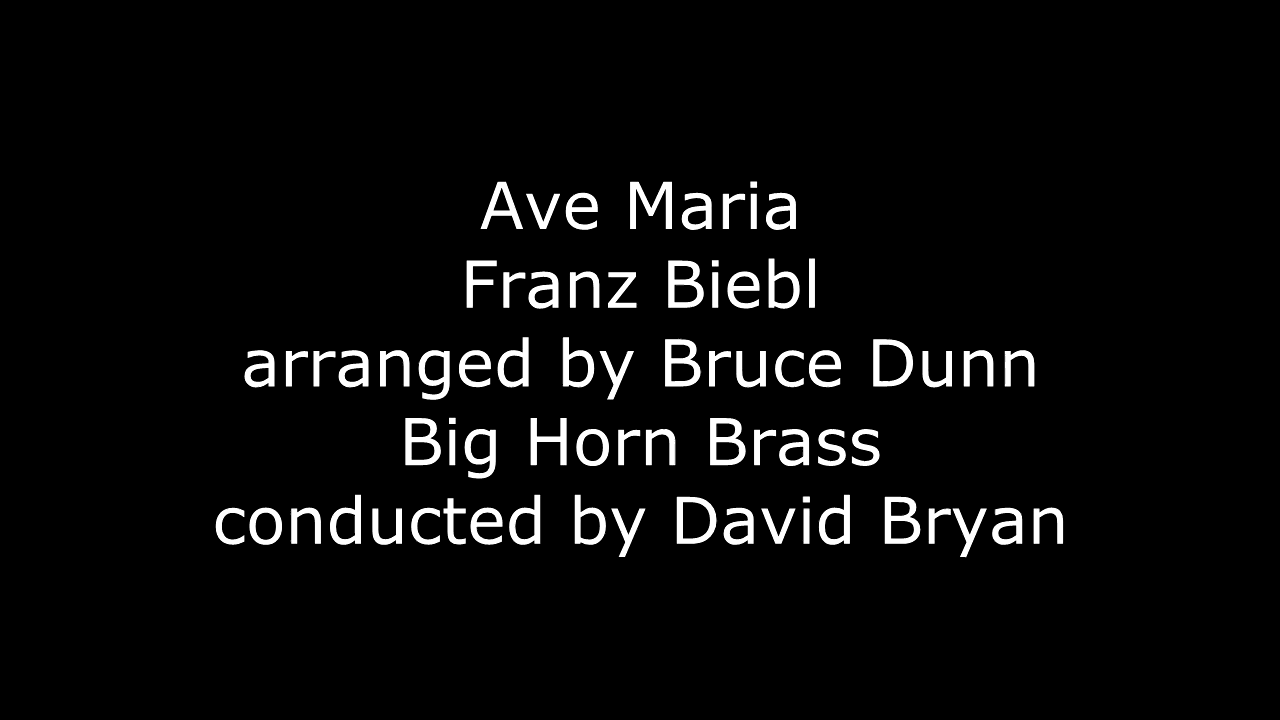 Ave Maria
Franz Biebl
arranged by Bruce Dunn
Big Horn Brass
conducted by David Bryan